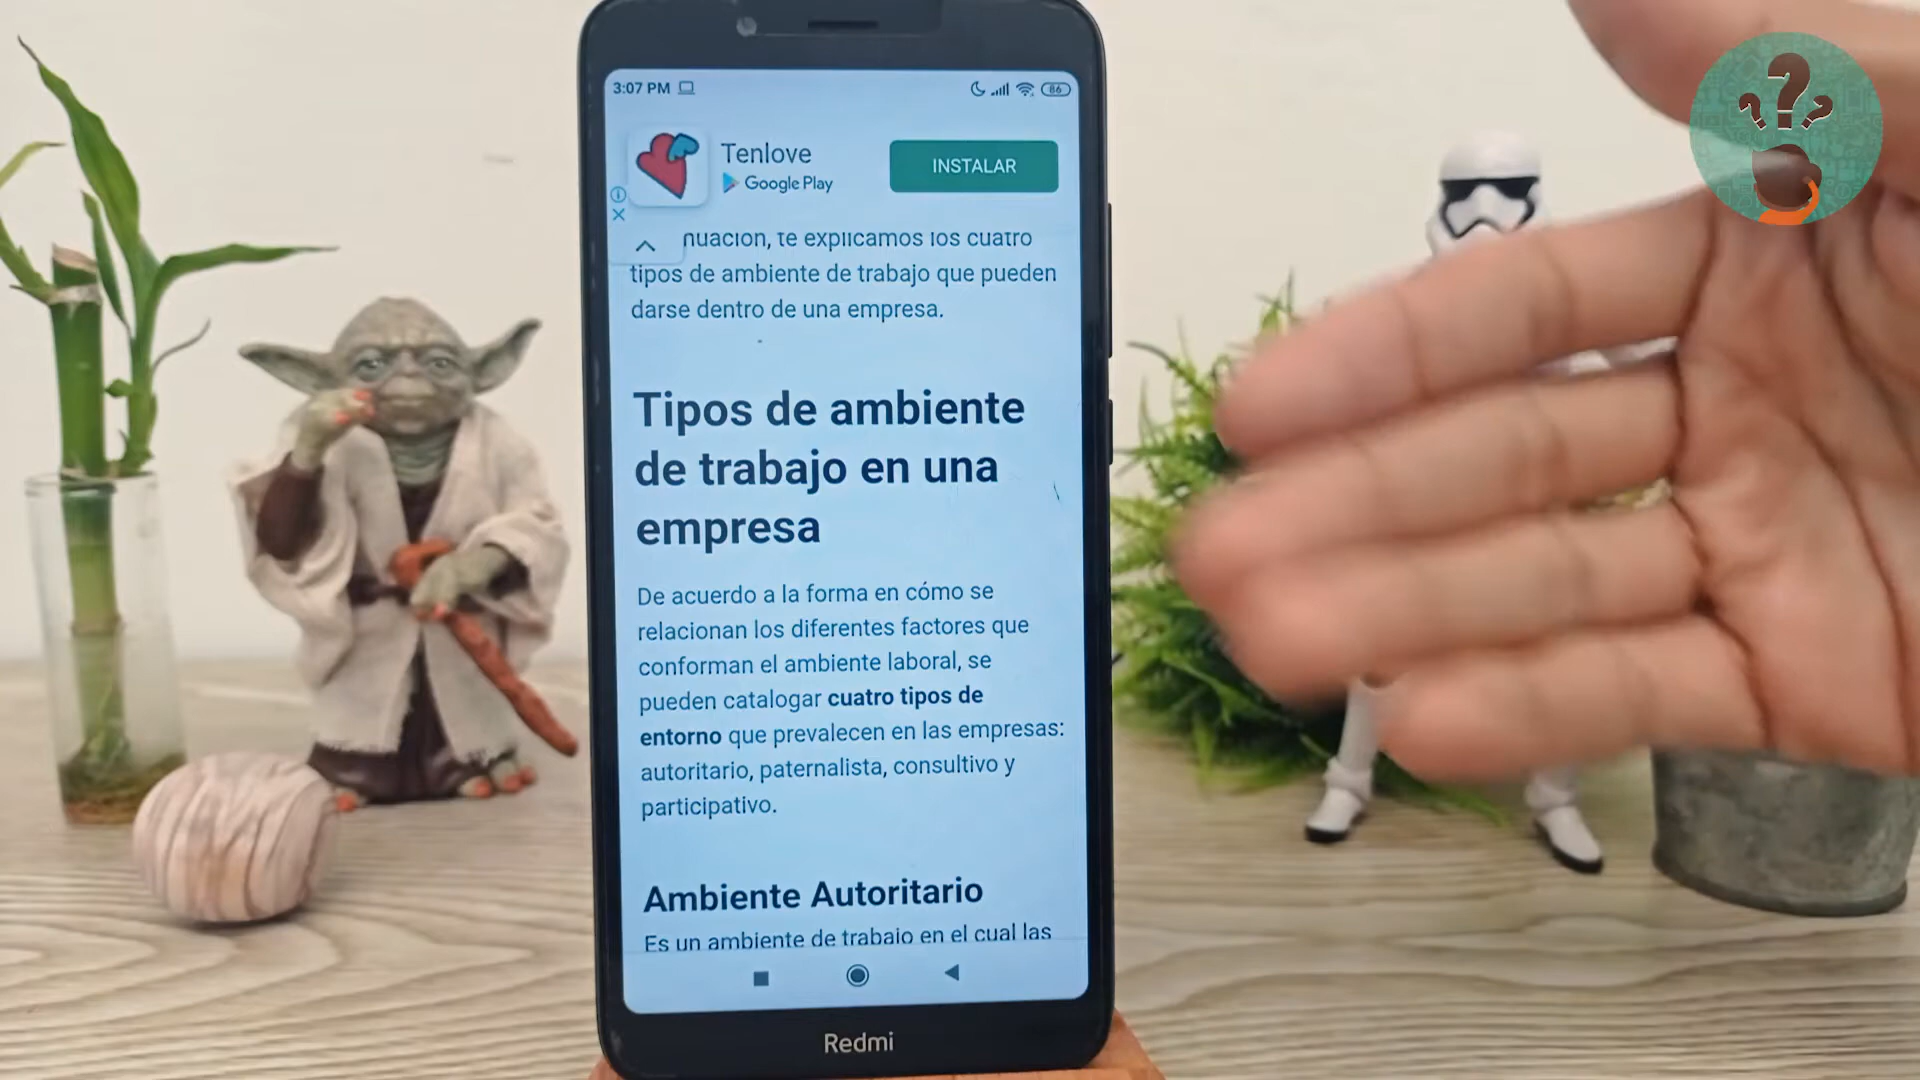 3:07 PM
86
Tenlove
Google Play
INSTALAR
nuación, te explicamos los cuatro
tipos de ambiente de trabajo que pueden
darse dentro de una empresa.
Tipos de ambiente
de trabajo en una
empresa
De acuerdo a la forma en cómo se
relacionan los diferentes factores que
conforman el ambiente laboral, se
pueden catalogar cuatro tipos de
entorno que prevalecen en las empresas:
autoritario, paternalista, consultivo y
participativo.
Ambiente Autoritario
Es un ambiente de trabajo en el cual las
Redmi